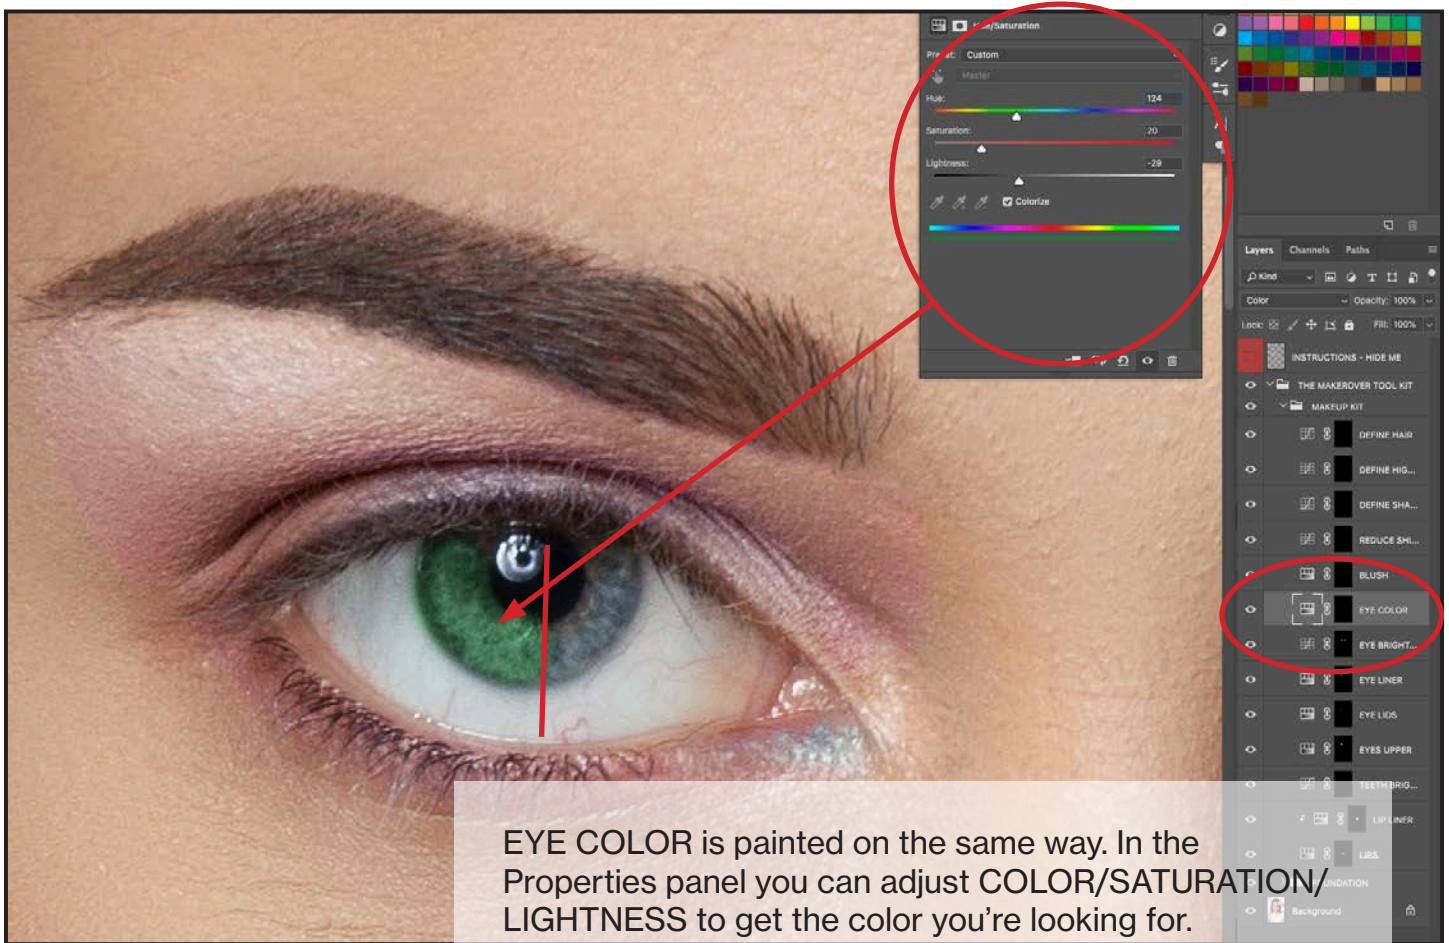 Hue/Saturation
Preset: Custom
Master
Hue: 124
Saturation: 20
Lightness: -29
Colorize
Layers Channels Paths
Kind
Color Opacity: 100%
Lock: Fill: 100%
INSTRUCTIONS - HIDE ME
THE MAKEROVER TOOL KIT
MAKEUP KIT
DEFINE HAIR
DEFINE HIG...
DEFINE SHA...
REDUCE SHI...
BLUSH
EYE COLOR
EYE BRIGHT...
EYE LINER
EYE LIDS
EYES UPPER
TEETH BRIG...
LIP LINER
LIPS
Background
EYE COLOR is painted on the same way. In the
Properties panel you can adjust COLOR/SATURATION/
LIGHTNESS to get the color you’re looking for.